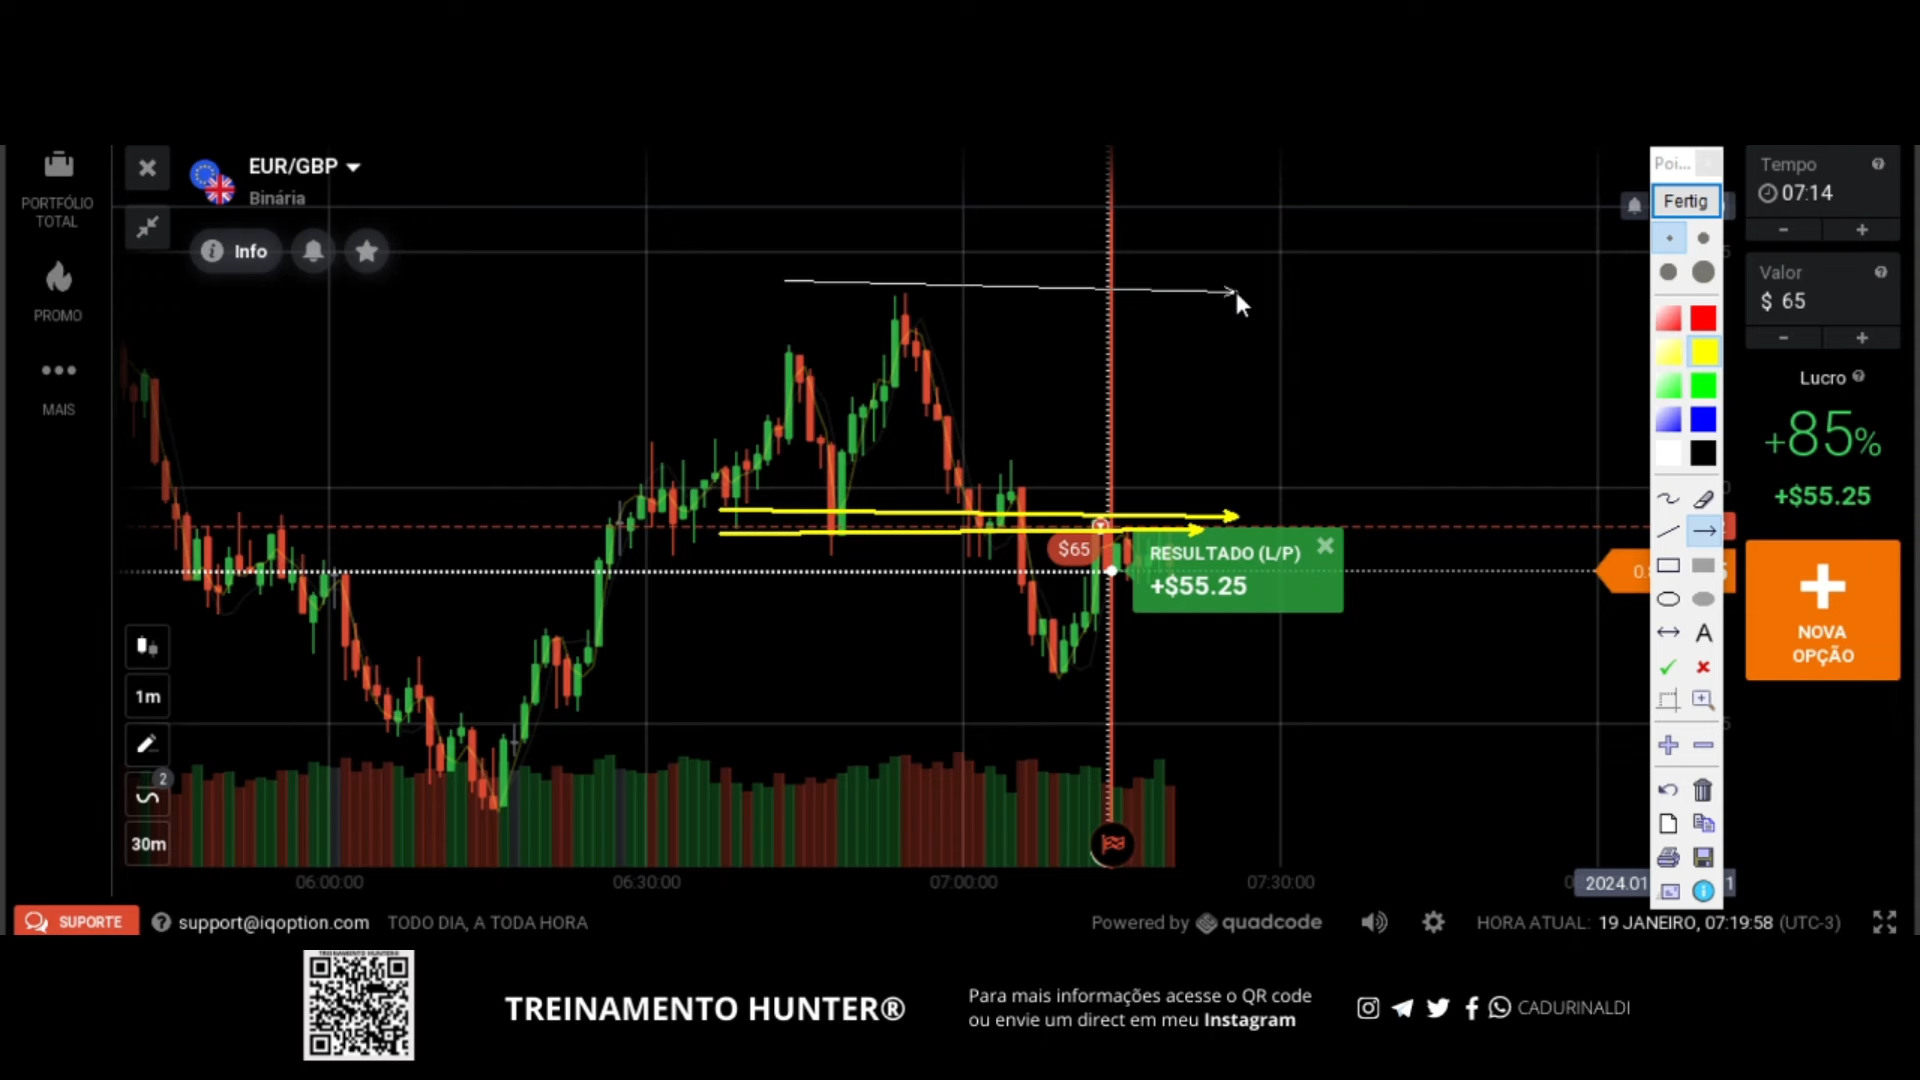 PORTFÓLIO
TOTAL
PROMO
MAIS
EUR/GBP
Binária
Info
Poi...
Fertig
Tempo
07:14
Valor
$ 65
Lucro
+85%
+$55.25
$65
RESULTADO (L/P)
+$55.25
A
NOVA
OPÇÃO
1m
2
30m
06:00:00
06:30:00
07:00:00
07:30:00
2024.01
SUPORTE
support@iqoption.com
TODO DIA, A TODA HORA
Powered by quadcode
HORA ATUAL: 19 JANEIRO, 07:19:58 (UTC-3)
TREINAMENTO HUNTER®
Para mais informações acesse o QR code
ou envie um direct em meu Instagram
CADURINALDI